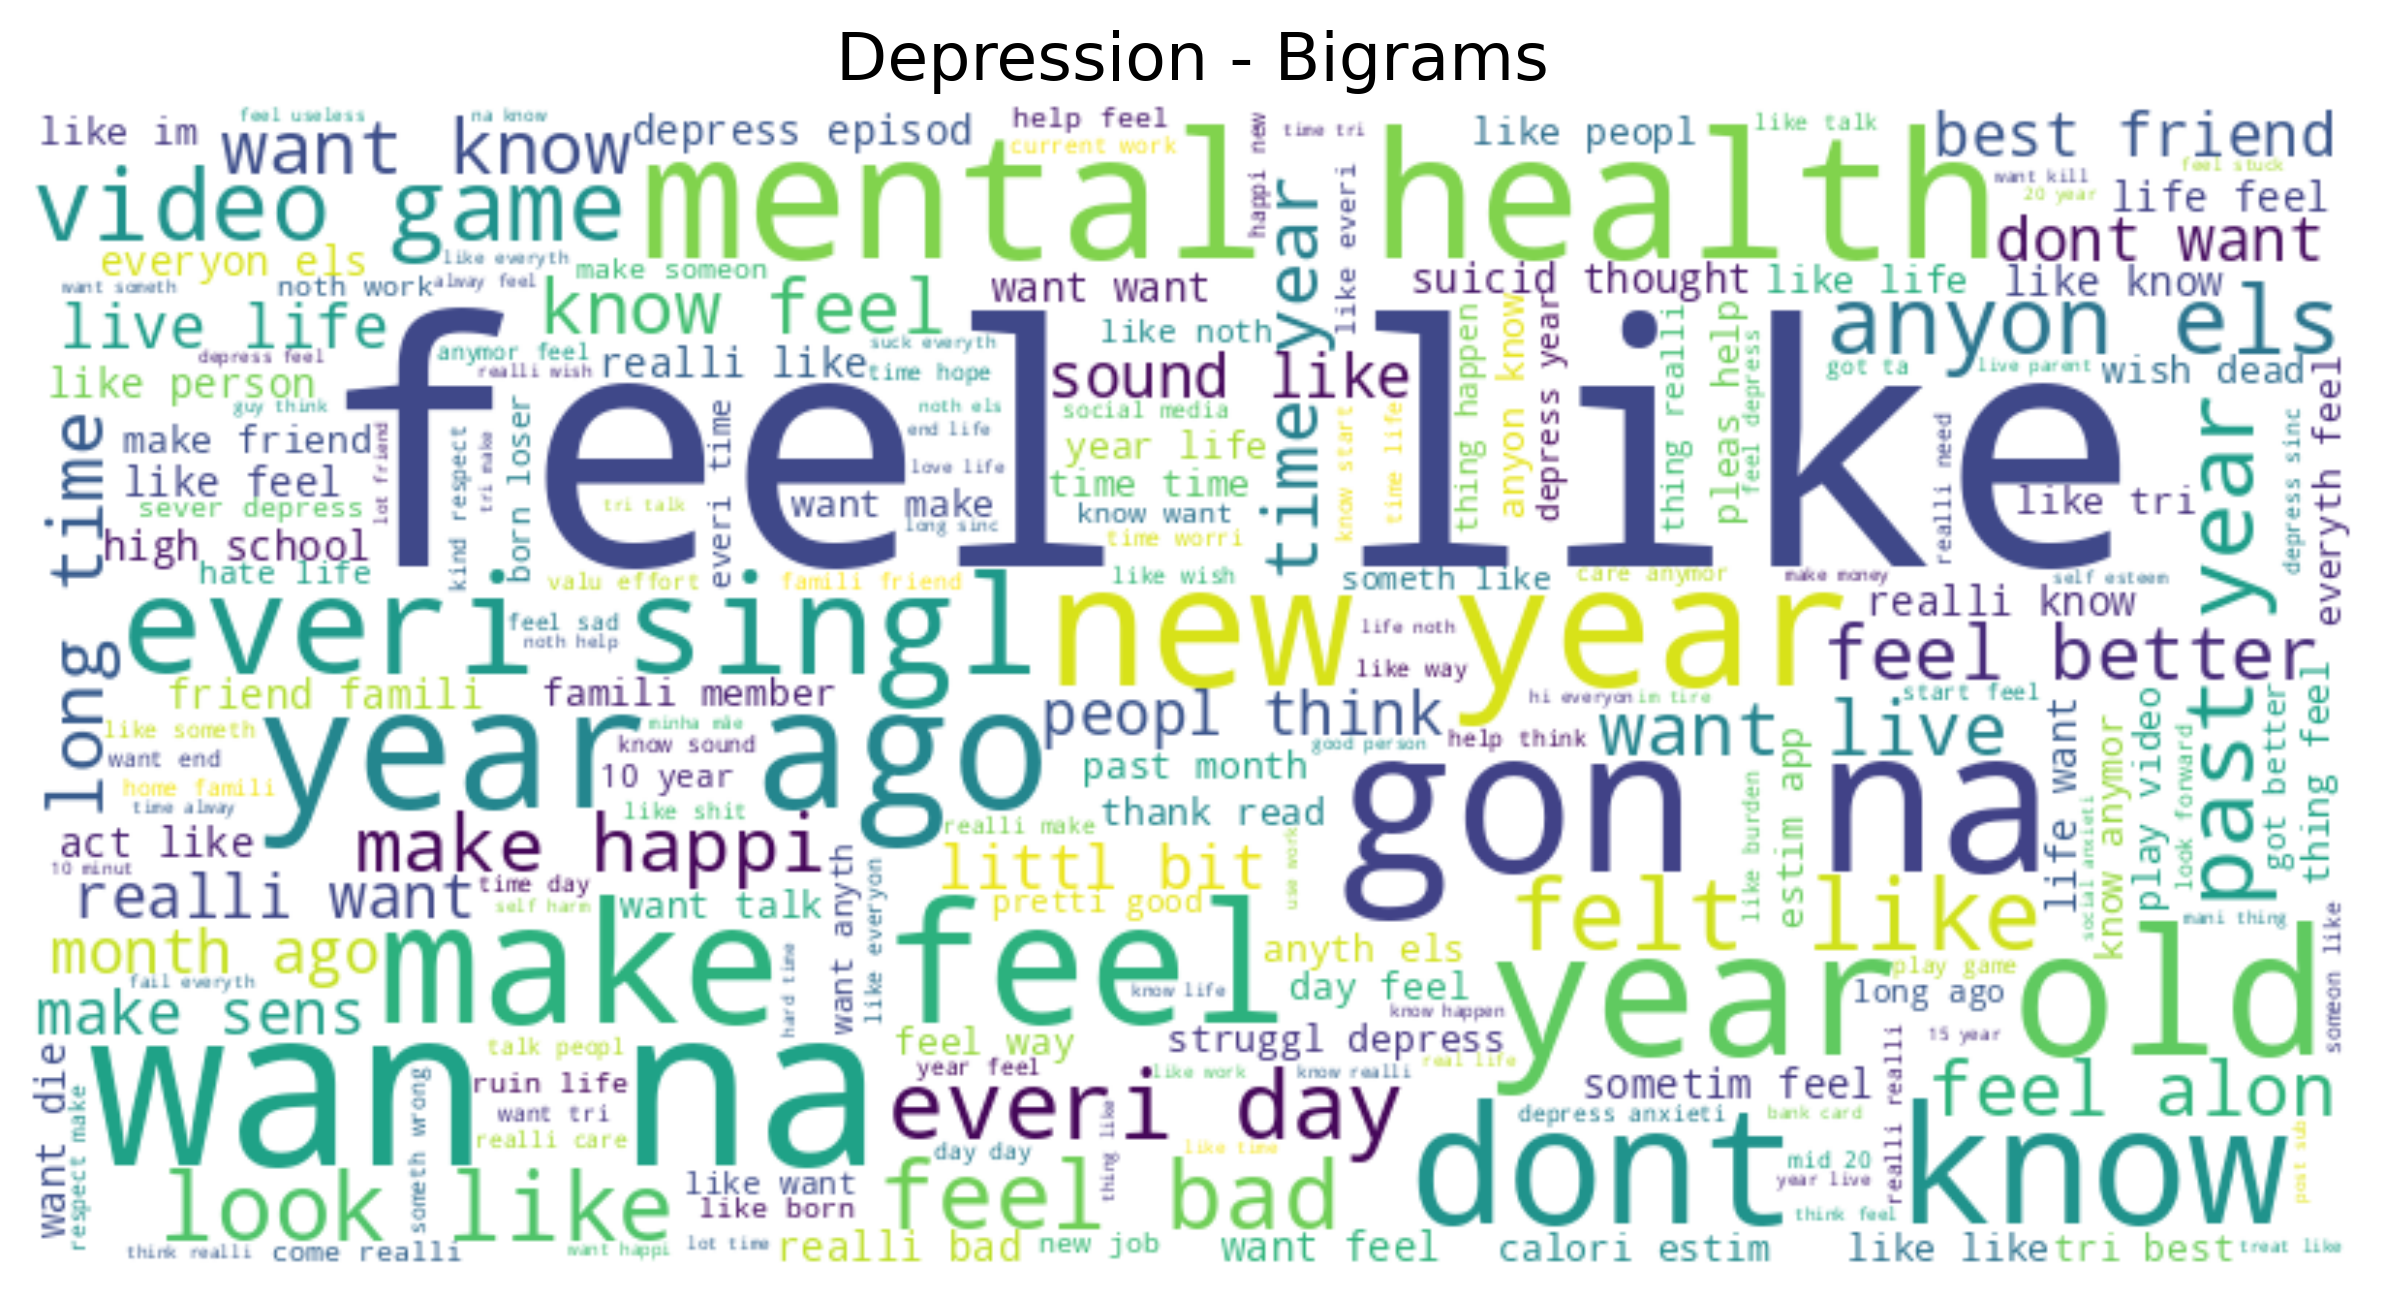 Depression - Bigrams
feel useless
na know
like im
want know
depress episod
help feel
current work
happi new
time tri
like peopl
like talk
best friend
feel stuck
want kill
20 year
life feel
video game
mental health
time year
like everi
dont want
everyon els
like everyth
make someon
want someth
noth work
alway feel
know feel
want want
suicid thought
like life
like know
live life
like noth
anyon els
depress feel
anymor feel
realli wish
realli like
suck everyth
time hope
sound like
thing happen
anyon know
depress year
thing realli
pleas help
feel depress
got ta
live parent
wish dead
like person
guy think
feel like
noth els
end life
love life
social media
year life
time time
know want
time worri
know start
time life
make friend
like feel
sever depress
lot friend
kind respect
tri make
born loser
everi time
tri talk
want make
long sinc
realli need
like tri
past year
depress sinc
everyth feel
long time
high school
hate life
valu effort
famili friend
like wish
someth like
care anymor
make money
self esteem
everi singl
feel sad
noth help
new year
life noth
like way
realli know
feel better
friend famili
famili member
peopl think
hi everyon
im tire
start feel
like someth
want end
home famili
time alway
year ago
minha mãe
know sound
10 year
like shit
good person
help think
want live
past month
thank read
gon na
like burden
estim app
life want
social anxieti
know anymor
play video
look forward
got better
thing feel
act like
10 minut
make happi
realli make
realli want
time day
self harm
want talk
want anyth
like everyon
littl bit
pretti good
use work
felt like
mani thing
month ago
fail everyth
make feel
hard time
know life
anyth els
day feel
know happen
year old
play game
long ago
15 year
someon like
make sens
feel way
struggl depress
real life
want die
respect make
wan na
talk peopl
ruin life
want tri
realli care
someth wrong
year feel
like work
know realli
everi day
sometim feel
depress anxieti
bank card
realli realli
feel alon
look like
day day
thing like
like time
dont know
mid 20
year live
post sub
like want
like born
feel bad
think feel
think realli
come realli
want happi
lot time
realli bad
new job
want feel
calori estim
like like
tri best
treat like